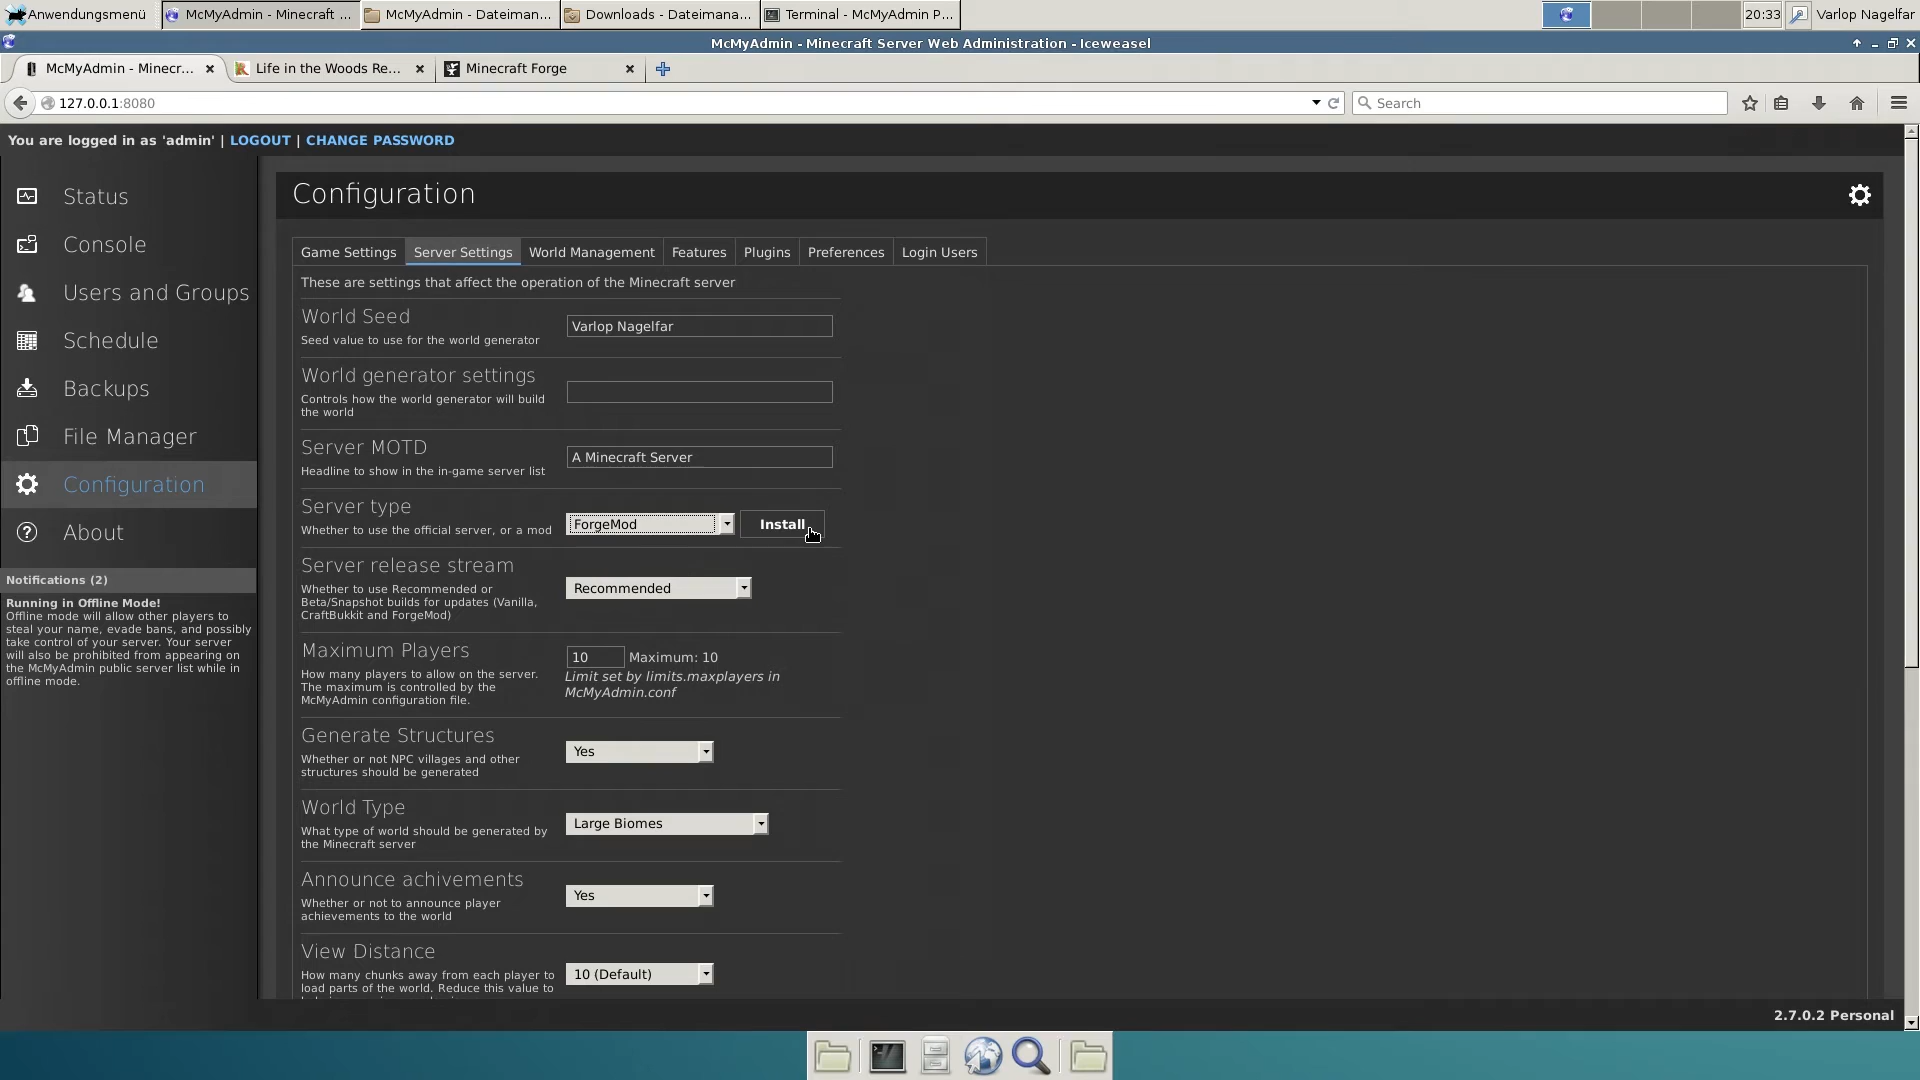 Anwendungsmenü
McMyAdmin - Minecraft ...
McMyAdmin - Dateiman...
Downloads - Dateimana...
Terminal - McMyAdmin P...
20:33
Varlop Nagelfar
McMyAdmin - Minecraft Server Web Administration - Iceweasel
McMyAdmin - Minecr...
Life in the Woods Re...
Minecraft Forge
127.0.0.1:8080
Search
You are logged in as 'admin' | LOGOUT | CHANGE PASSWORD
Status
Console
Users and Groups
Schedule
Backups
File Manager
Configuration
About
Notifications (2)
Running in Offline Mode!
Offline mode will allow other players to
steal your name, evade bans, and possibly
take control of your server. Your server
will also be prohibited from appearing on
the McMyAdmin public server list while in
offline mode.
Configuration
Game Settings
Server Settings
World Management
Features
Plugins
Preferences
Login Users
These are settings that affect the operation of the Minecraft server
World Seed
Seed value to use for the world generator
Varlop Nagelfar
World generator settings
Controls how the world generator will build
the world
Server MOTD
Headline to show in the in-game server list
A Minecraft Server
Server type
Whether to use the official server, or a mod
ForgeMod
Install
Server release stream
Whether to use Recommended or
Beta/Snapshot builds for updates (Vanilla,
CraftBukkit and ForgeMod)
Recommended
Maximum Players
How many players to allow on the server.
The maximum is controlled by the
McMyAdmin configuration file.
10
Maximum: 10
Limit set by limits.maxplayers in
McMyAdmin.conf
Generate Structures
Whether or not NPC villages and other
structures should be generated
Yes
World Type
What type of world should be generated by
the Minecraft server
Large Biomes
Announce achivements
Whether or not to announce player
achievements to the world
Yes
View Distance
How many chunks away from each player to
load parts of the world. Reduce this value to
10 (Default)
2.7.0.2 Personal